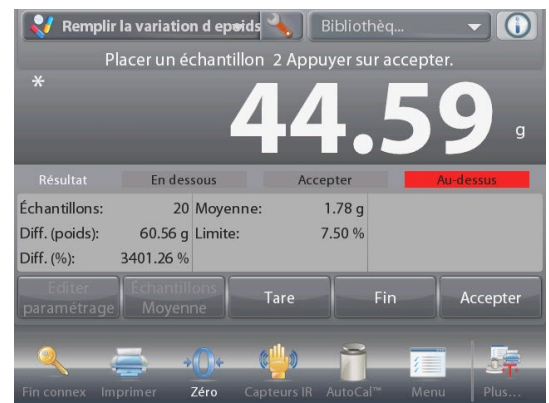 Remplir la variation d epoids
Bibliothèq...
Placer un échantillon 2 Appuyer sur accepter.
*
44.59 g
Résultat En dessous Accepter Au-dessus
Échantillons: 20 Moyenne: 1.78 g
Diff. (poids): 60.56 g Limite: 7.50 %
Diff. (%): 3401.26 %
Editer paramétrage
Échantillons Moyenne
Tare
Fin
Accepter
Fin connex Imprimer Zéro Capteurs IR AutoCal™ Menu Plus...